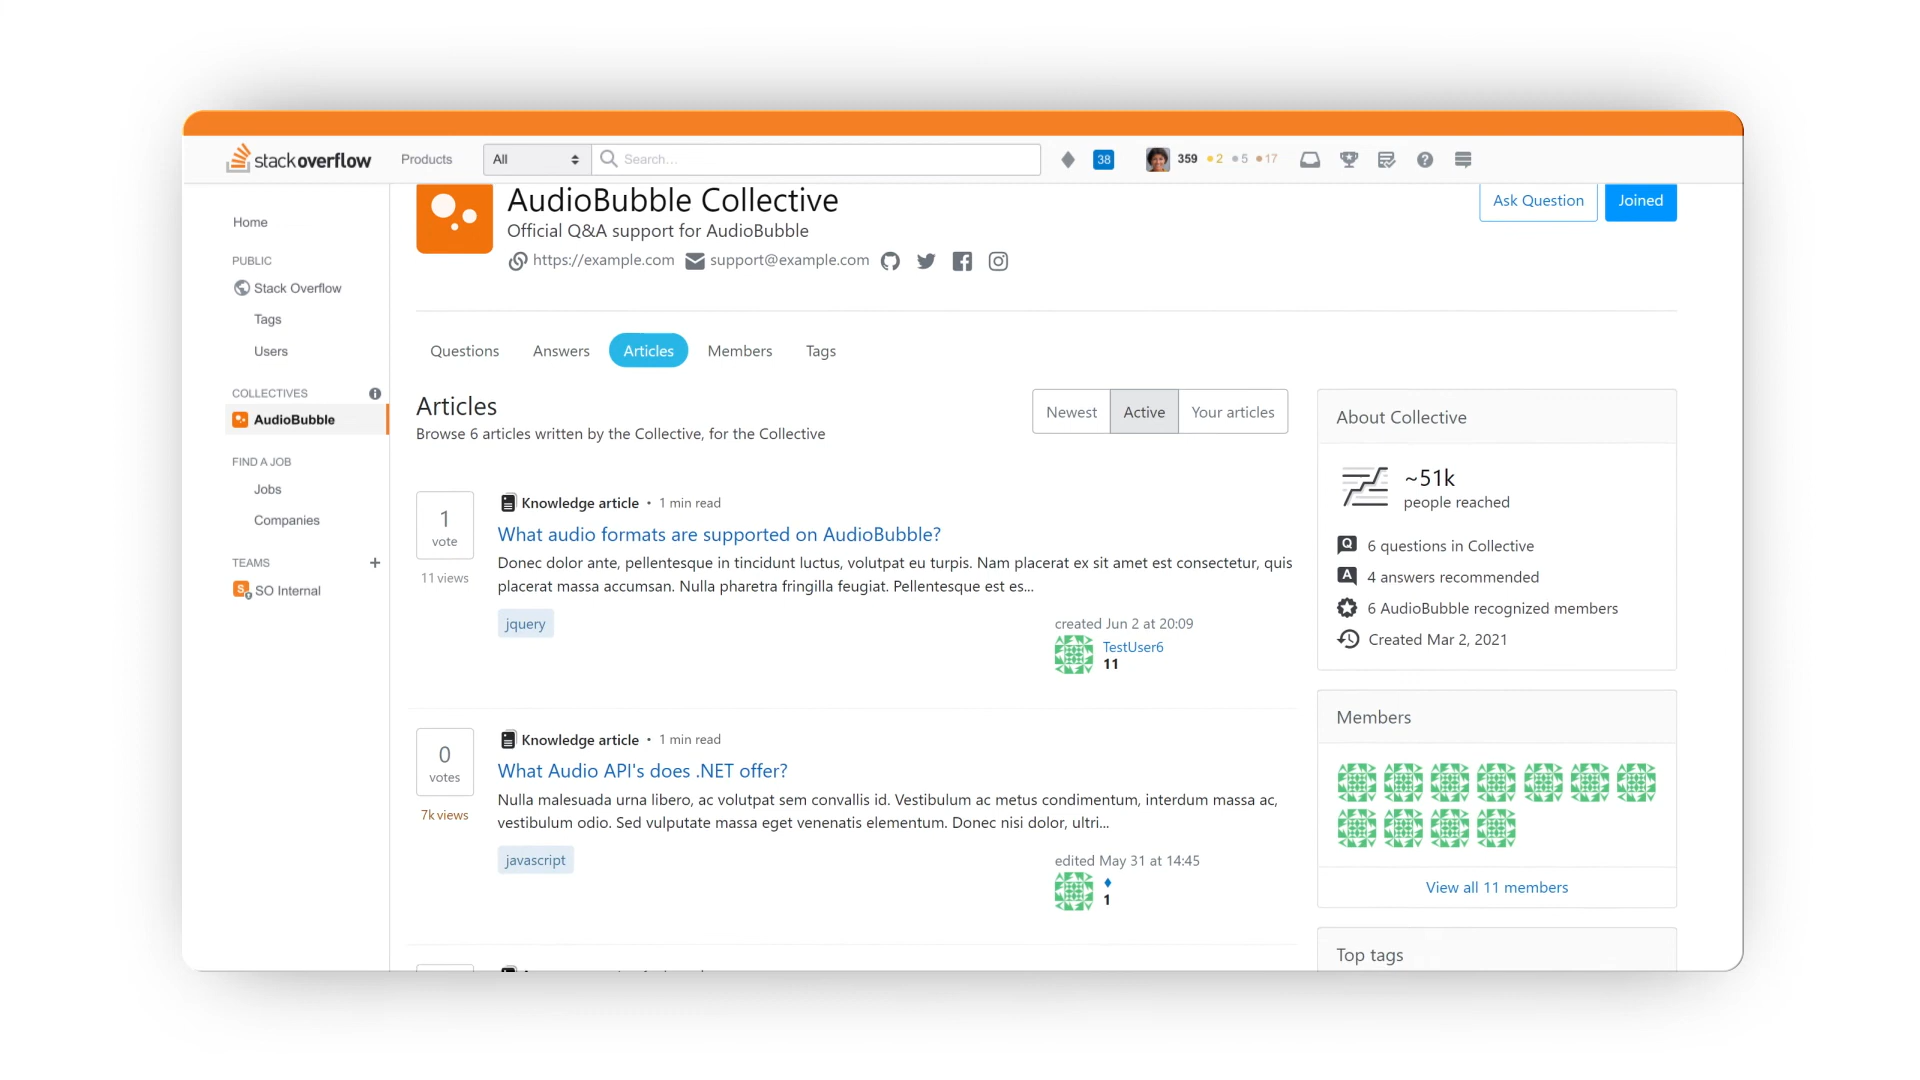 stackoverflow Products All Search... 38 359 2 5 17
AudioBubble Collective
Official Q&A support for AudioBubble
https://example.com support@example.com
Ask Question Joined
Home
PUBLIC
Stack Overflow
Tags
Users
COLLECTIVES
AudioBubble
FIND A JOB
Jobs
Companies
TEAMS +
SO Internal
Questions Answers Articles Members Tags
Articles
Browse 6 articles written by the Collective, for the Collective
Newest Active Your articles
1
vote
11 views
Knowledge article • 1 min read
What audio formats are supported on AudioBubble?
Donec dolor ante, pellentesque in tincidunt luctus, volutpat eu turpis. Nam placerat ex sit amet est consectetur, quis
placerat massa accumsan. Nulla pharetra fringilla feugiat. Pellentesque est es...
jquery
created Jun 2 at 20:09
TestUser6
11
0
votes
7k views
Knowledge article • 1 min read
What Audio API's does .NET offer?
Nulla malesuada urna libero, ac volutpat sem convallis id. Vestibulum ac metus condimentum, interdum massa ac,
vestibulum odio. Sed vulputate massa eget venenatis elementum. Donec nisi dolor, ultri...
javascript
edited May 31 at 14:45
1
About Collective
~51k
people reached
6 questions in Collective
4 answers recommended
6 AudioBubble recognized members
Created Mar 2, 2021
Members
View all 11 members
Top tags